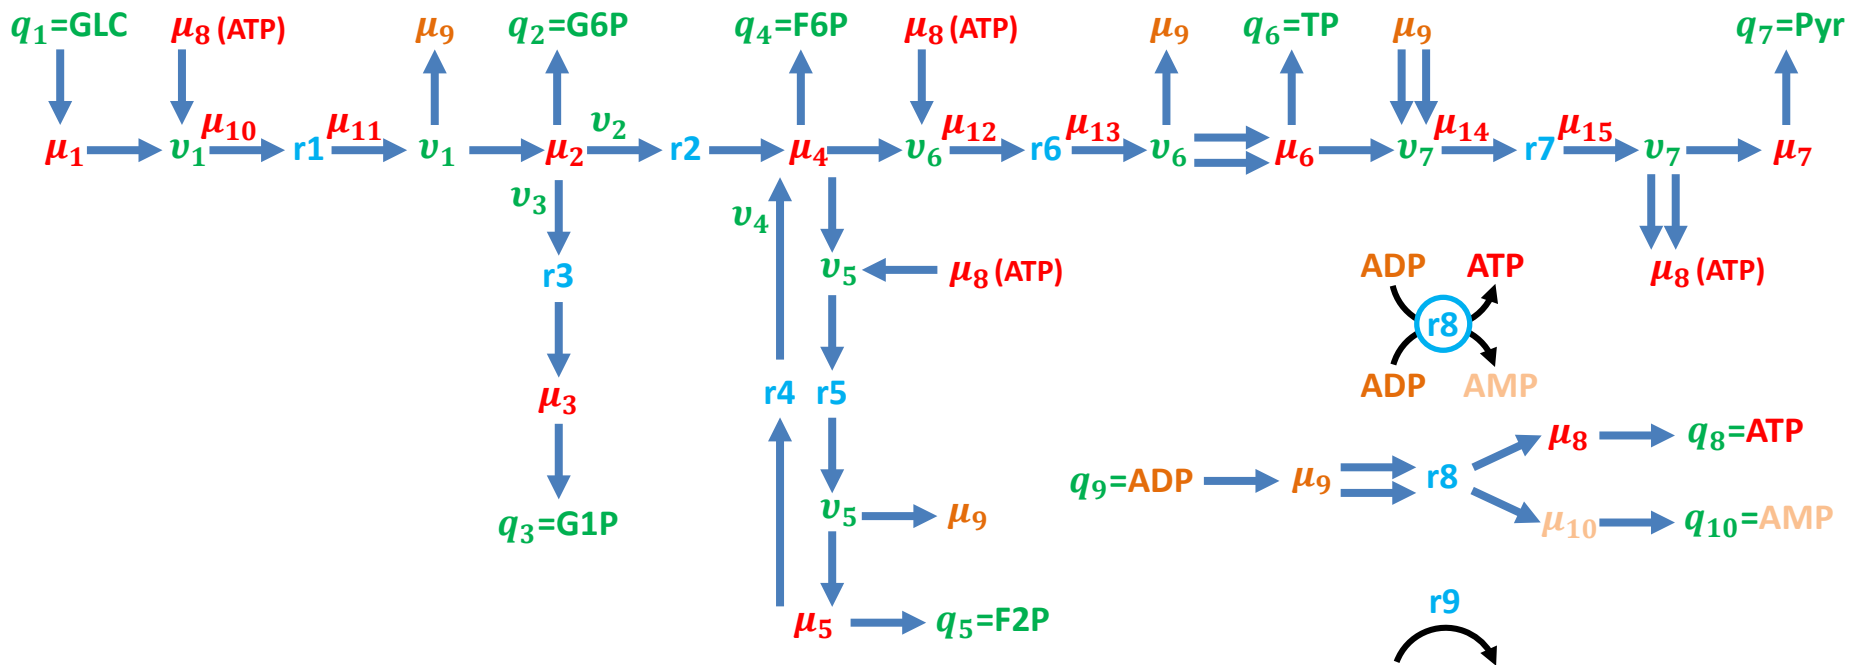 q₁=GLC μ₈ (ATP) μ₉ q₂=G6P q₄=F6P μ₈ (ATP) μ₉ q₆=TP μ₉ q₇=Pyr
υ₂
μ₁₀ μ₁₁ μ₁₂ μ₁₃ μ₁₄ μ₁₅
μ₁ υ₁ r1 υ₁ μ₂ r2 μ₄ υ₆ r6 υ₆ μ₆ υ₇ r7 υ₇ μ₇
υ₃ υ₄
r3 υ₅ μ₈ (ATP) ADP ATP μ₈ (ATP)
r8
μ₃ r4 r5 ADP AMP
μ₈ q₈=ATP
q₉=ADP μ₉ r8
q₃=G1P υ₅ μ₉ μ₁₀ q₁₀=AMP
r9
μ₅ q₅=F2P